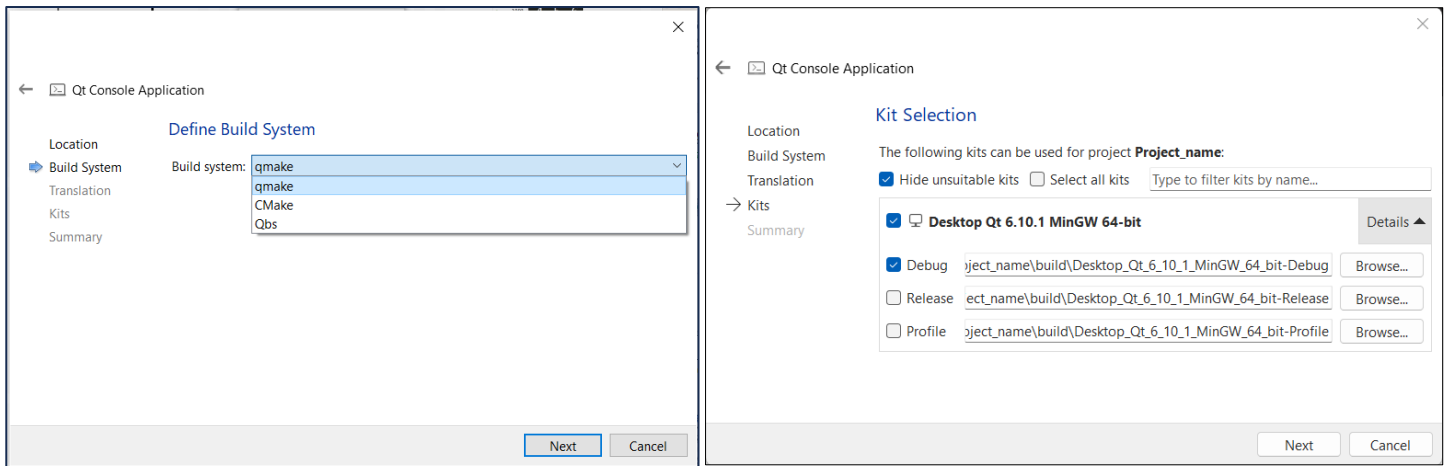 Qt Console Application
Location
Build System
Translation
Kits
Summary
Define Build System
Build system: qmake
qmake
CMake
Qbs
Next Cancel
Qt Console Application
Location
Build System
Translation
Kits
Summary
Kit Selection
The following kits can be used for project Project_name:
Hide unsuitable kits Select all kits Type to filter kits by name...
Desktop Qt 6.10.1 MinGW 64-bit Details
Debug oject_name\build\Desktop_Qt_6_10_1_MinGW_64_bit-Debug Browse...
Release ect_name\build\Desktop_Qt_6_10_1_MinGW_64_bit-Release Browse...
Profile oject_name\build\Desktop_Qt_6_10_1_MinGW_64_bit-Profile Browse...
Next Cancel